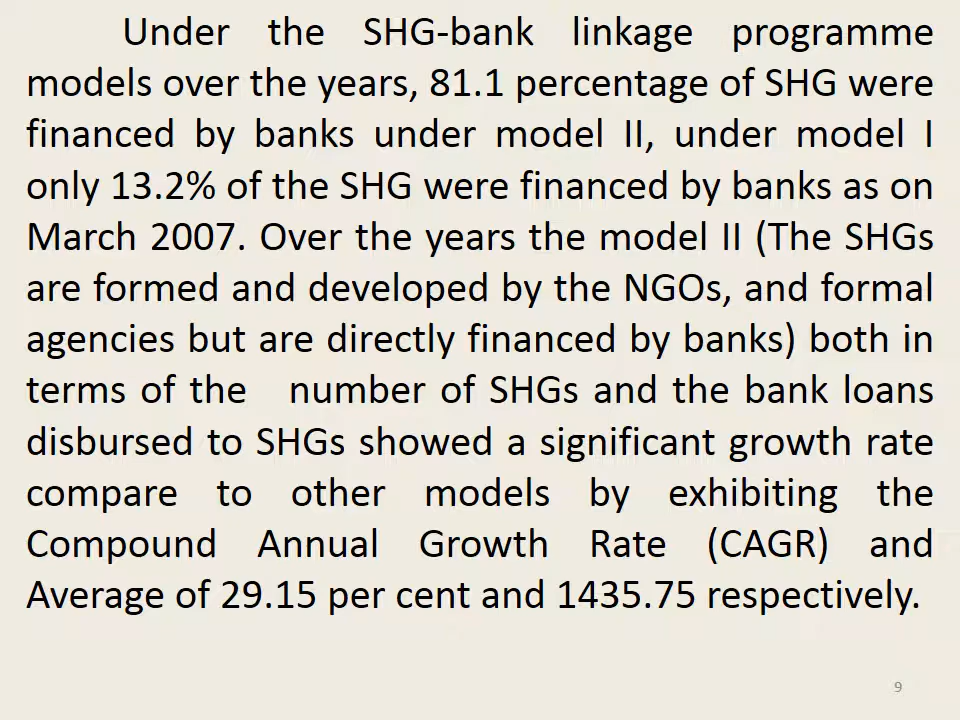 Under the SHG-bank linkage programme
models over the years, 81.1 percentage of SHG were
financed by banks under model II, under model I
only 13.2% of the SHG were financed by banks as on
March 2007. Over the years the model II (The SHGs
are formed and developed by the NGOs, and formal
agencies but are directly financed by banks) both in
terms of the number of SHGs and the bank loans
disbursed to SHGs showed a significant growth rate
compare to other models by exhibiting the
Compound Annual Growth Rate (CAGR) and
Average of 29.15 per cent and 1435.75 respectively.
9